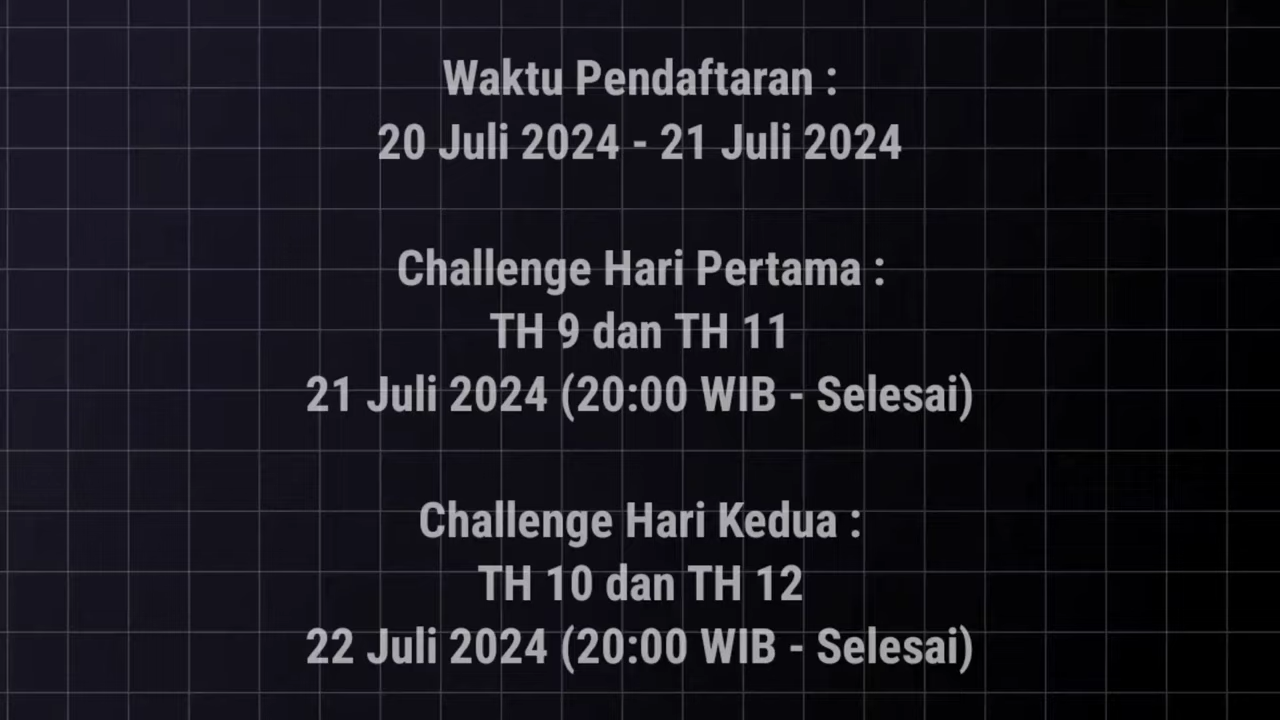 Waktu Pendaftaran :
20 Juli 2024 - 21 Juli 2024
Challenge Hari Pertama :
TH 9 dan TH 11
21 Juli 2024 (20:00 WIB - Selesai)
Challenge Hari Kedua :
TH 10 dan TH 12
22 Juli 2024 (20:00 WIB - Selesai)